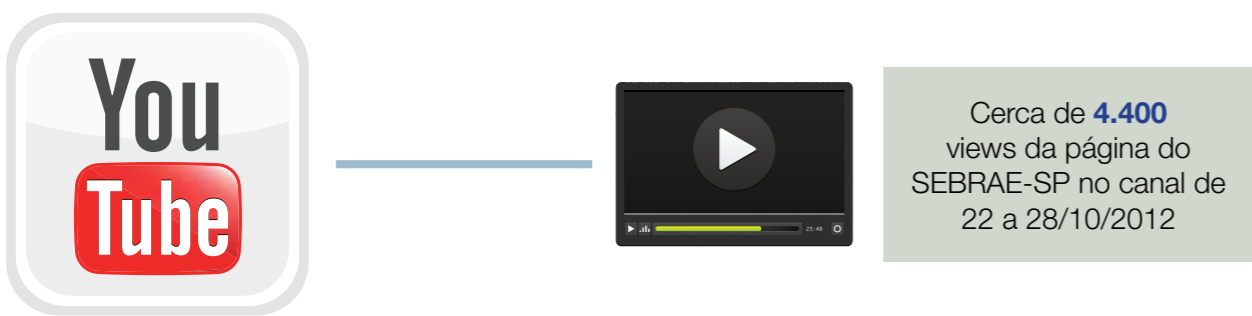 You
Tube
23:48
Cerca de 4.400
views da página do
SEBRAE-SP no canal de
22 a 28/10/2012